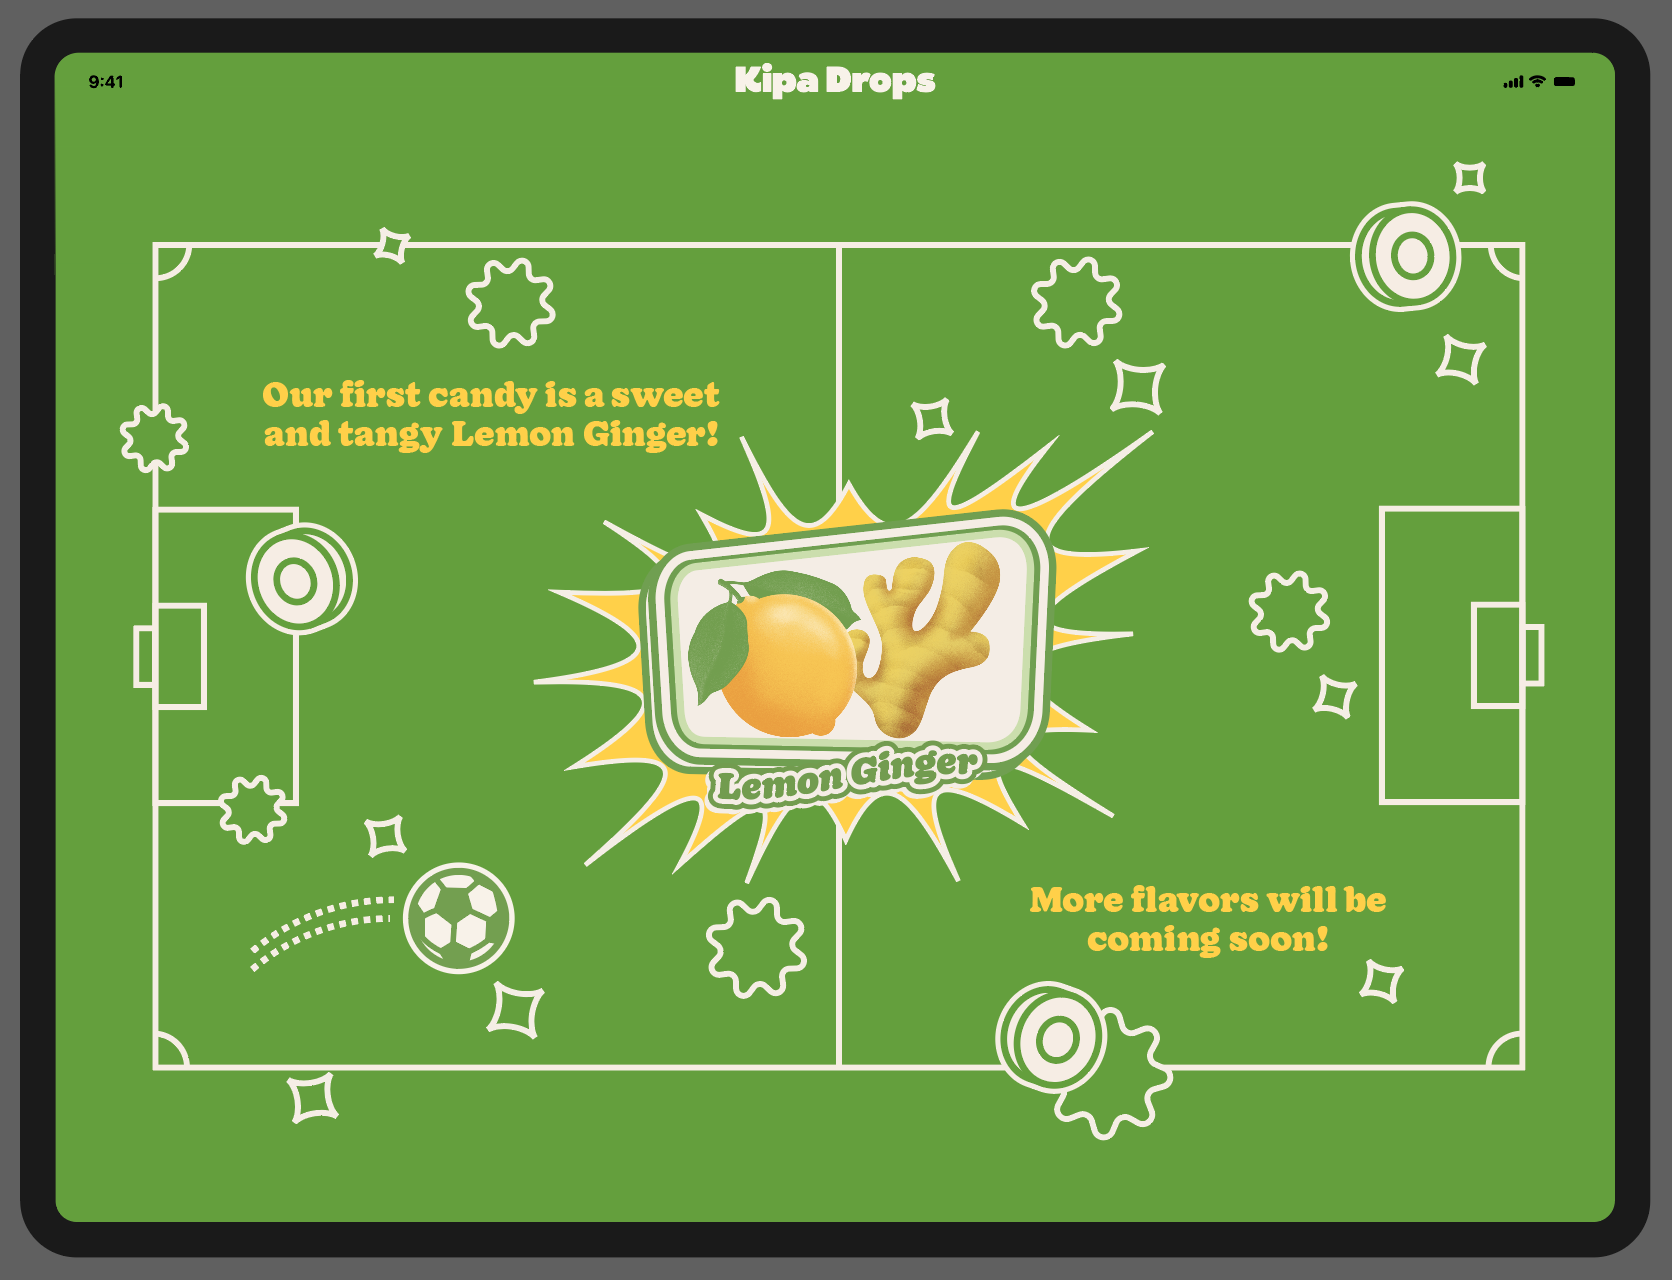 9:41
Kipa Drops
Our first candy is a sweet
and tangy Lemon Ginger!
Lemon Ginger
More flavors will be
coming soon!